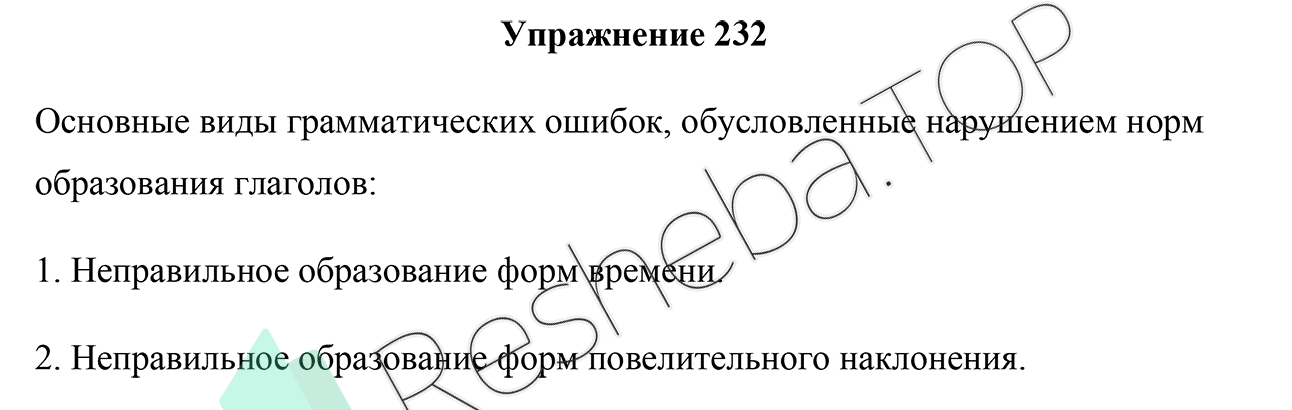 Упражнение 232
Основные виды грамматических ошибок, обусловленные нарушением норм
образования глаголов:
1. Неправильное образование форм времени.
2. Неправильное образование форм повелительного наклонения.
Resheba.TOP